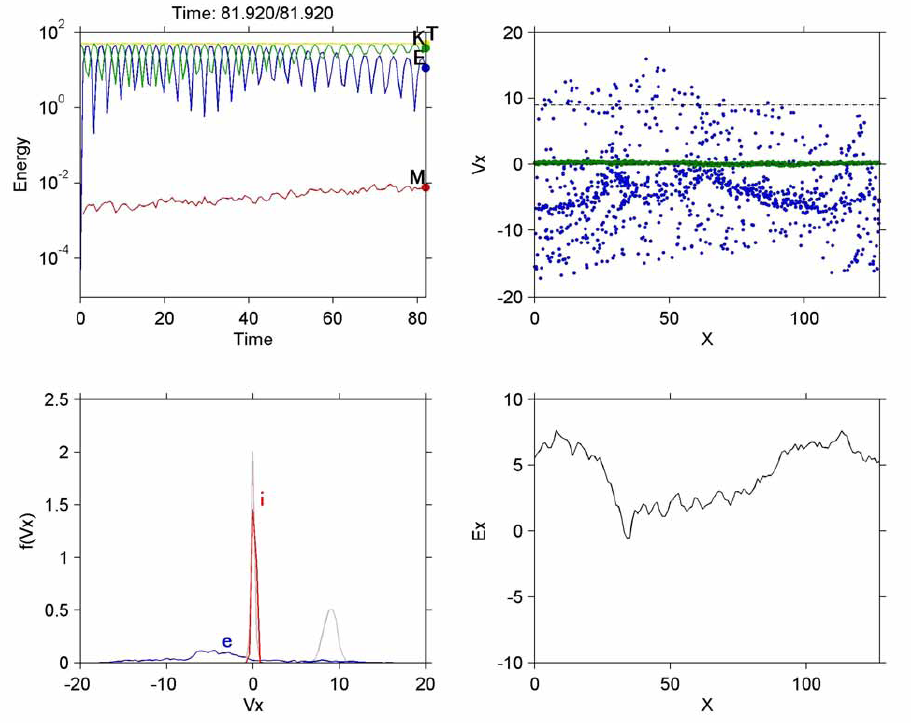 Time: 81.920/81.920
10^2
10^0
10^-2
10^-4
Energy
K T
E
M
0 20 40 60 80
Time
20
10
0
-10
-20
Vx
0 50 100
X
2.5
2
1.5
1
0.5
0
f(Vx)
i
e
-20 -10 0 10 20
Vx
10
5
0
-5
-10
Ex
0 50 100
X